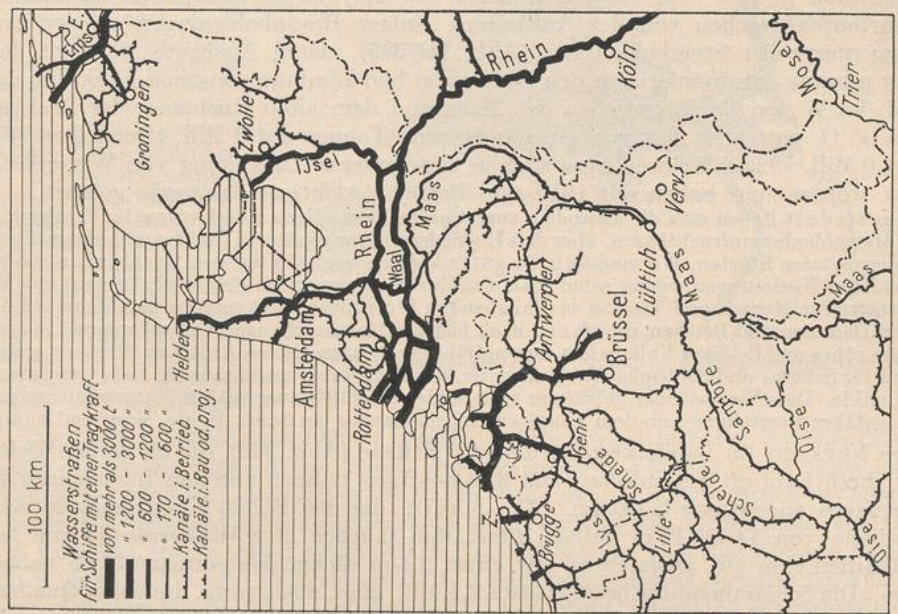 100 km
Wasserstraßen
Für Schiffe mit einer Tragkraft
von mehr als 3000 t
" 1200 - 3000 "
" 600 - 1200 "
" 170 - 600 "
Kanäle i. Betrieb
Kanäle i. Bau und proj.
Ems
E.
Groningen
Zwolle
IJsel
Helder
Amsterdam
Rotterdam
Rhein
Waal
Maas
Rhein
Rhein
Köln
Mosel
Trier
Verv.
Lüttich
Maas
Maas
Antwerpen
Brüssel
Gent
Z.
Brügge
Lys
Lille
Schelde
Schelde
Sambre
Oise
Oise